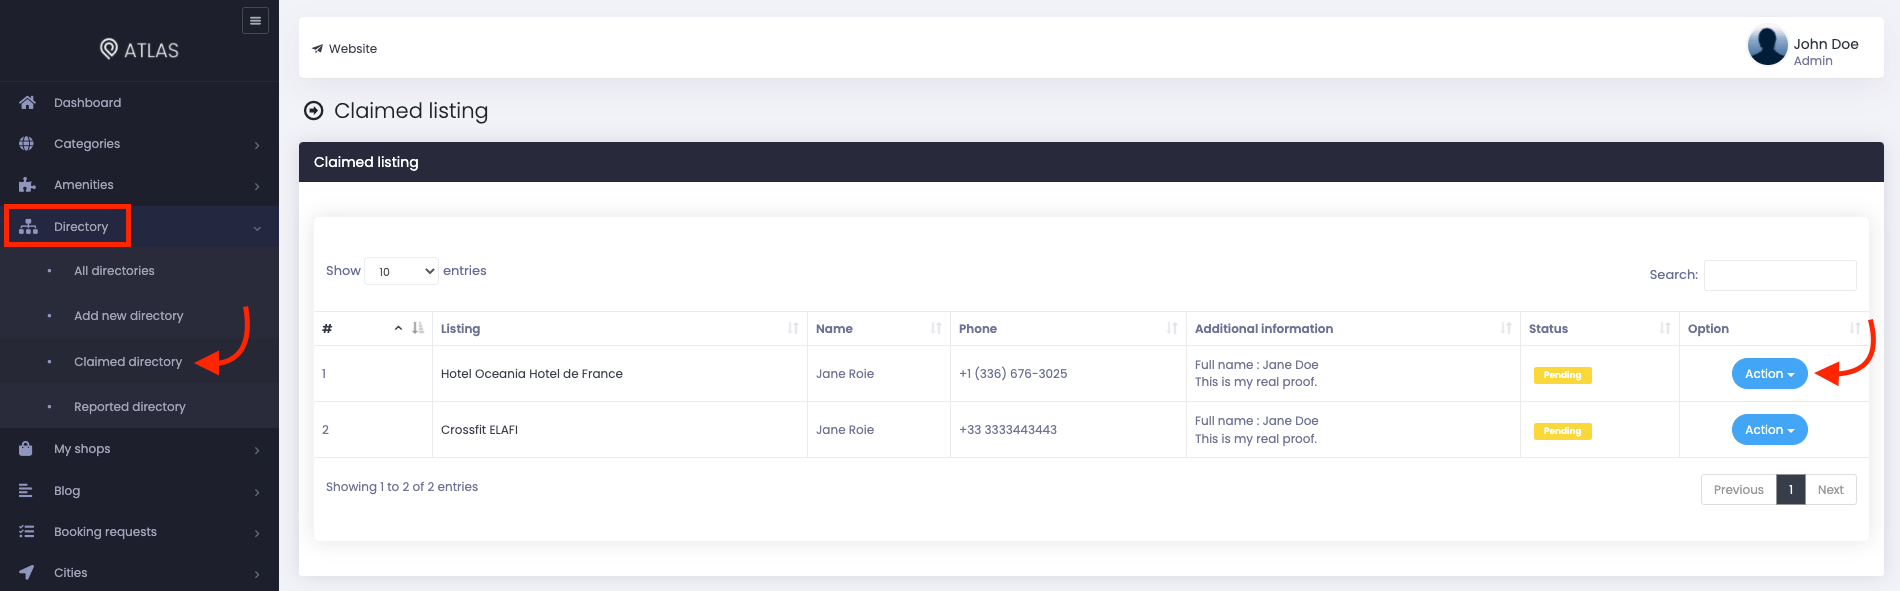 ATLAS
Dashboard
Categories
Amenities
Directory
All directories
Add new directory
Claimed directory
Reported directory
My shops
Blog
Booking requests
Cities
Website
John Doe
Admin
Claimed listing
Claimed listing
Show 10 entries
Search:
# Listing Name Phone Additional information Status Option
1 Hotel Oceania Hotel de France Jane Roie +1 (336) 676-3025 Full name : Jane Doe Pending Action
This is my real proof.
2 Crossfit ELAFI Jane Roie +33 3333443443 Full name : Jane Doe Pending Action
This is my real proof.
Showing 1 to 2 of 2 entries
Previous 1 Next